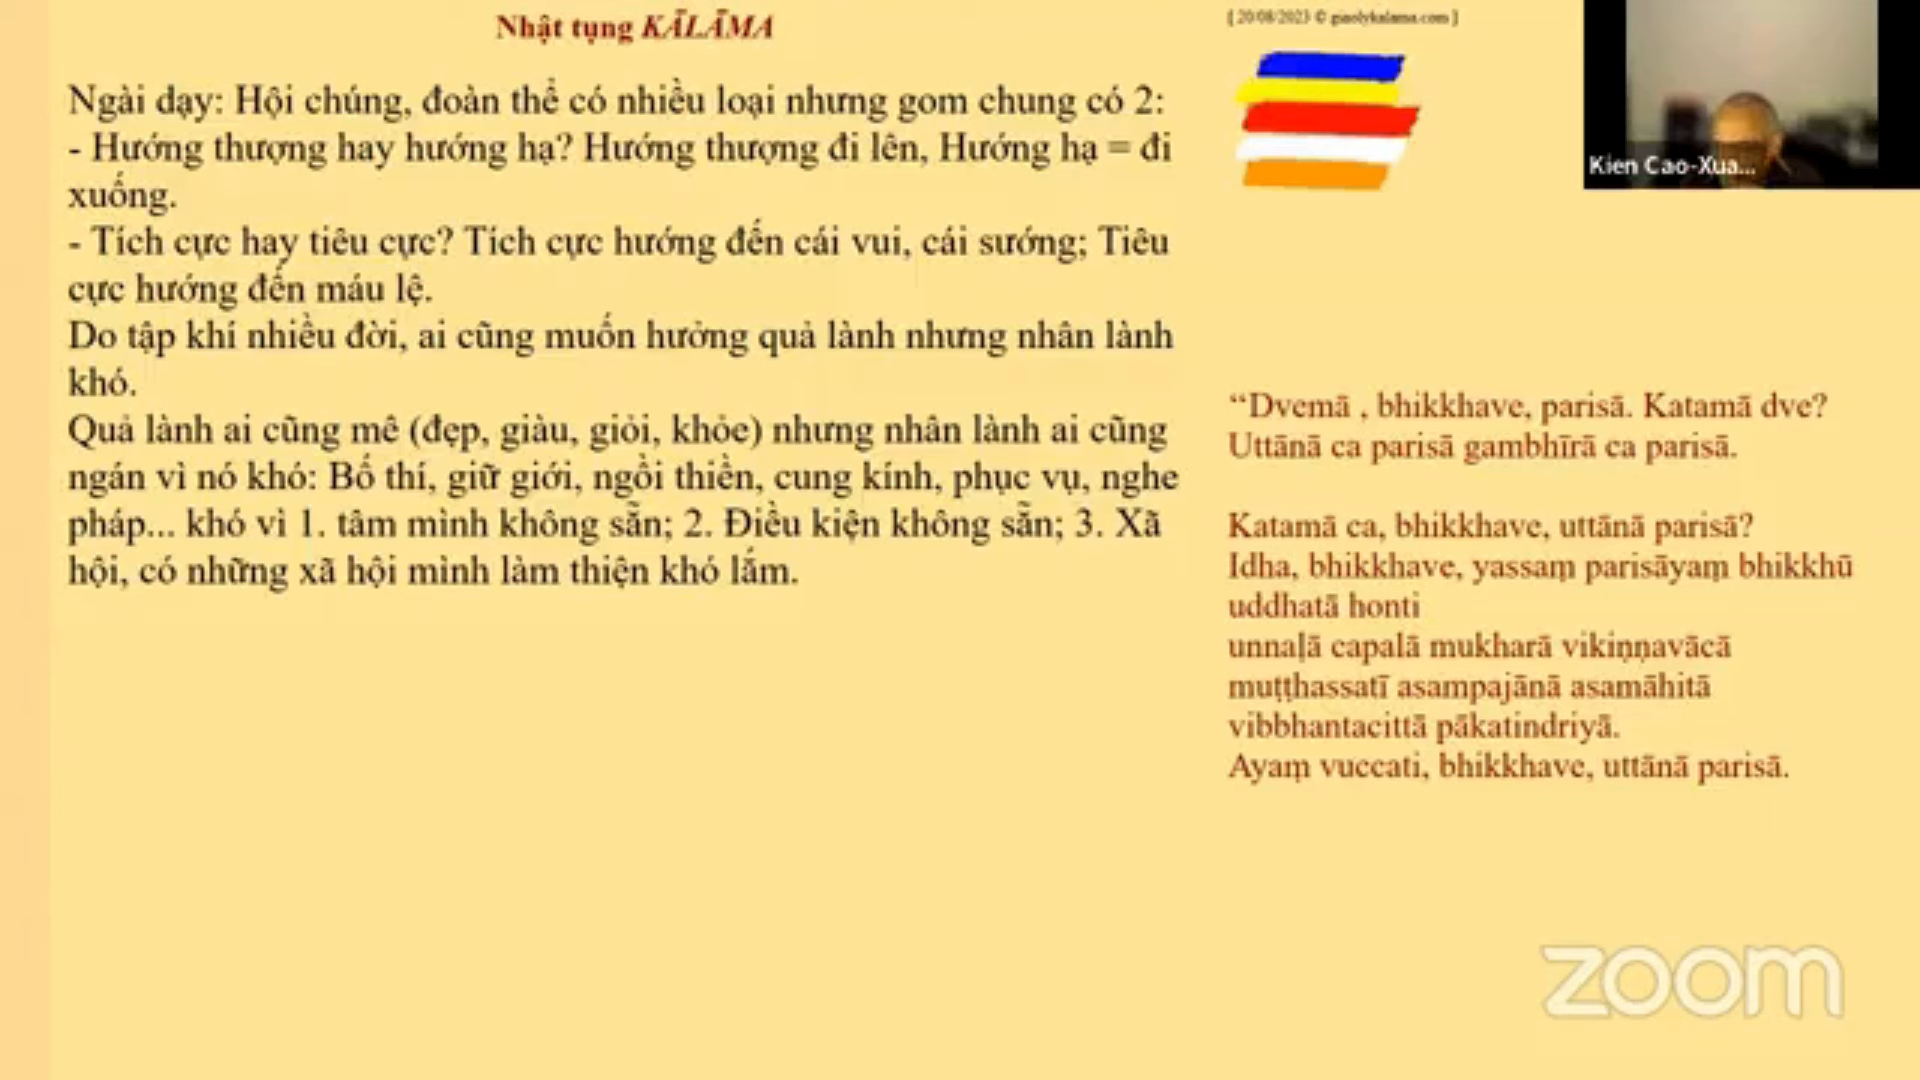 Nhật tụng KĀLĀMA
Ngài dạy: Hội chúng, đoàn thể có nhiều loại nhưng gom chung có 2:
- Hướng thượng hay hướng hạ? Hướng thượng đi lên, Hướng hạ = đi
xuống.
- Tích cực hay tiêu cực? Tích cực hướng đến cái vui, cái sướng; Tiêu
cực hướng đến máu lệ.
Do tập khí nhiều đời, ai cũng muốn hưởng quả lành nhưng nhân lành
khó.
Quả lành ai cũng mê (đẹp, giàu, giỏi, khỏe) nhưng nhân lành ai cũng
ngán vì nó khó: Bố thí, giữ giới, ngồi thiền, cung kính, phục vụ, nghe
pháp... khó vì 1. tâm mình không sẵn; 2. Điều kiện không sẵn; 3. Xã
hội, có những xã hội mình làm thiện khó lắm.
[ 20/08/2023 © giaolykalama.com ]
Kien Cao-Xua...
“Dvemā , bhikkhave, parisā. Katamā dve?
Uttānā ca parisā gambhīrā ca parisā.
Katamā ca, bhikkhave, uttānā parisā?
Idha, bhikkhave, yassaṃ parisāyaṃ bhikkhū
uddhatā honti
unnaḷā capalā mukharā vikiṇṇavācā
muṭṭhassatī asampajānā asamāhitā
vibbhantacittā pākatindriyā.
Ayaṃ vuccati, bhikkhave, uttānā parisā.
zoom